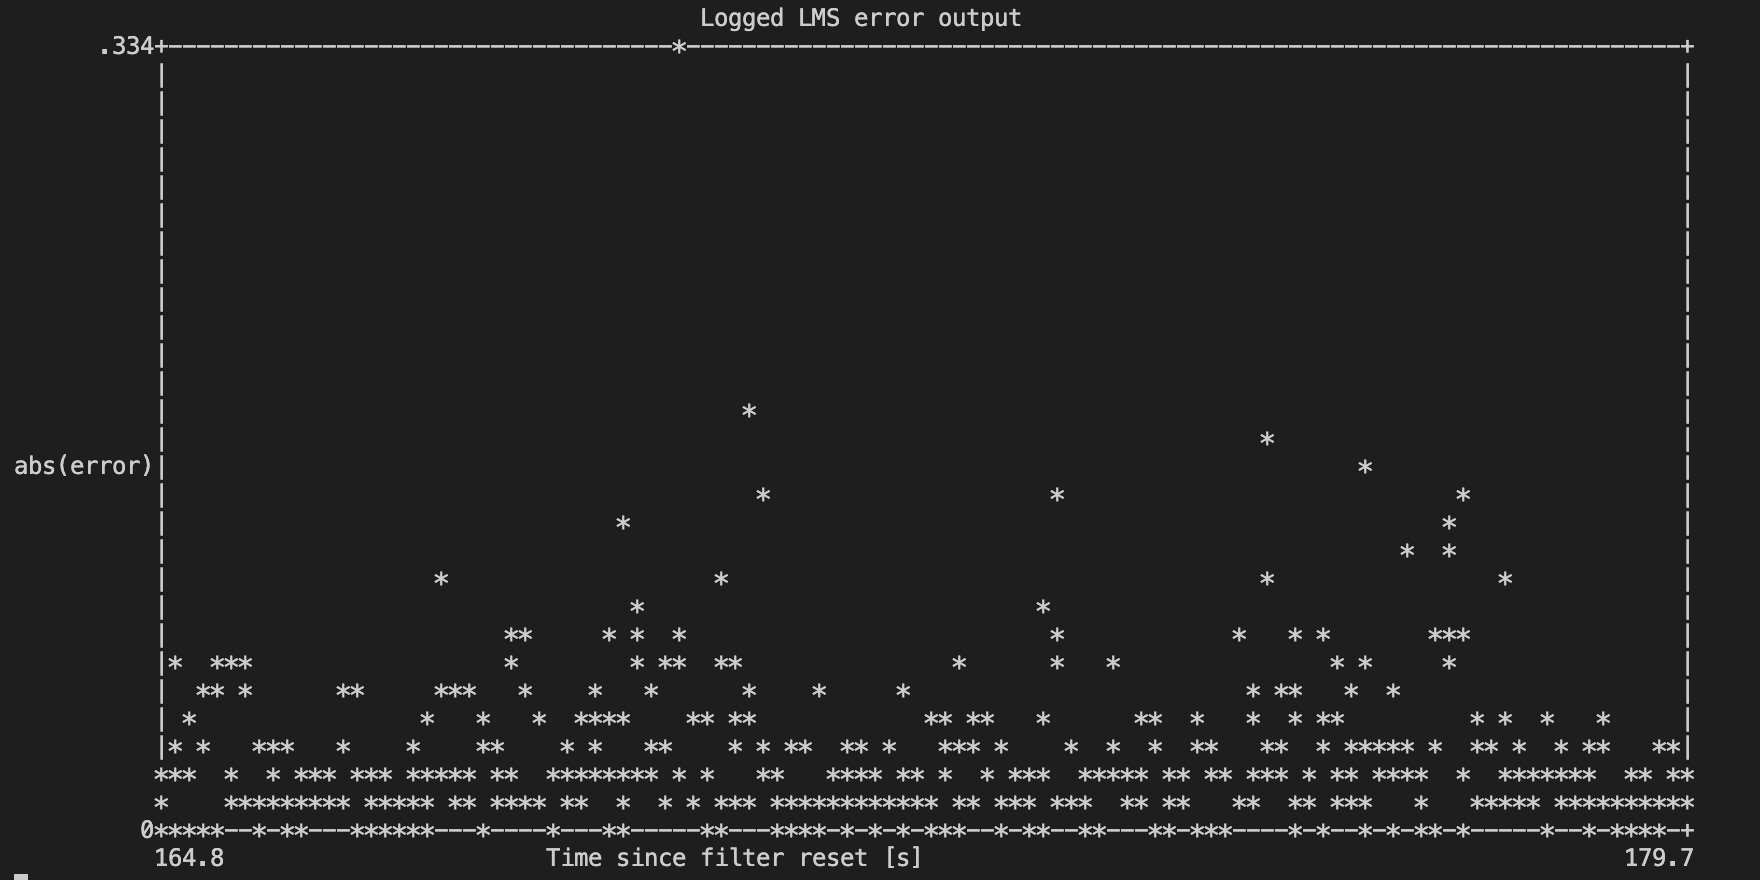 Logged LMS error output
.334
abs(error)
0
164.8 Time since filter reset [s] 179.7